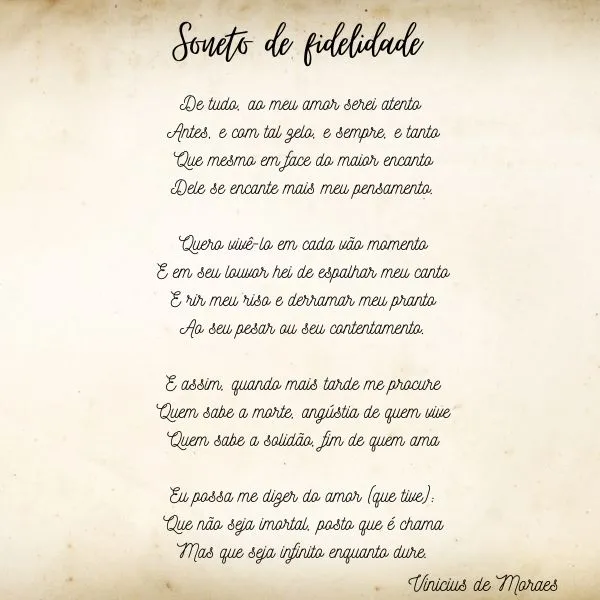 Soneto de fidelidade
De tudo, ao meu amor serei atento
Antes, e com tal zelo, e sempre, e tanto
Que mesmo em face do maior encanto
Dele se encante mais meu pensamento.
Quero vivê-lo em cada vão momento
E em seu louvor hei de espalhar meu canto
E rir meu riso e derramar meu pranto
Ao seu pesar ou seu contentamento.
E assim, quando mais tarde me procure
Quem sabe a morte, angústia de quem vive
Quem sabe a solidão, fim de quem ama
Eu possa me dizer do amor (que tive):
Que não seja imortal, posto que é chama
Mas que seja infinito enquanto dure.
Vinicius de Moraes